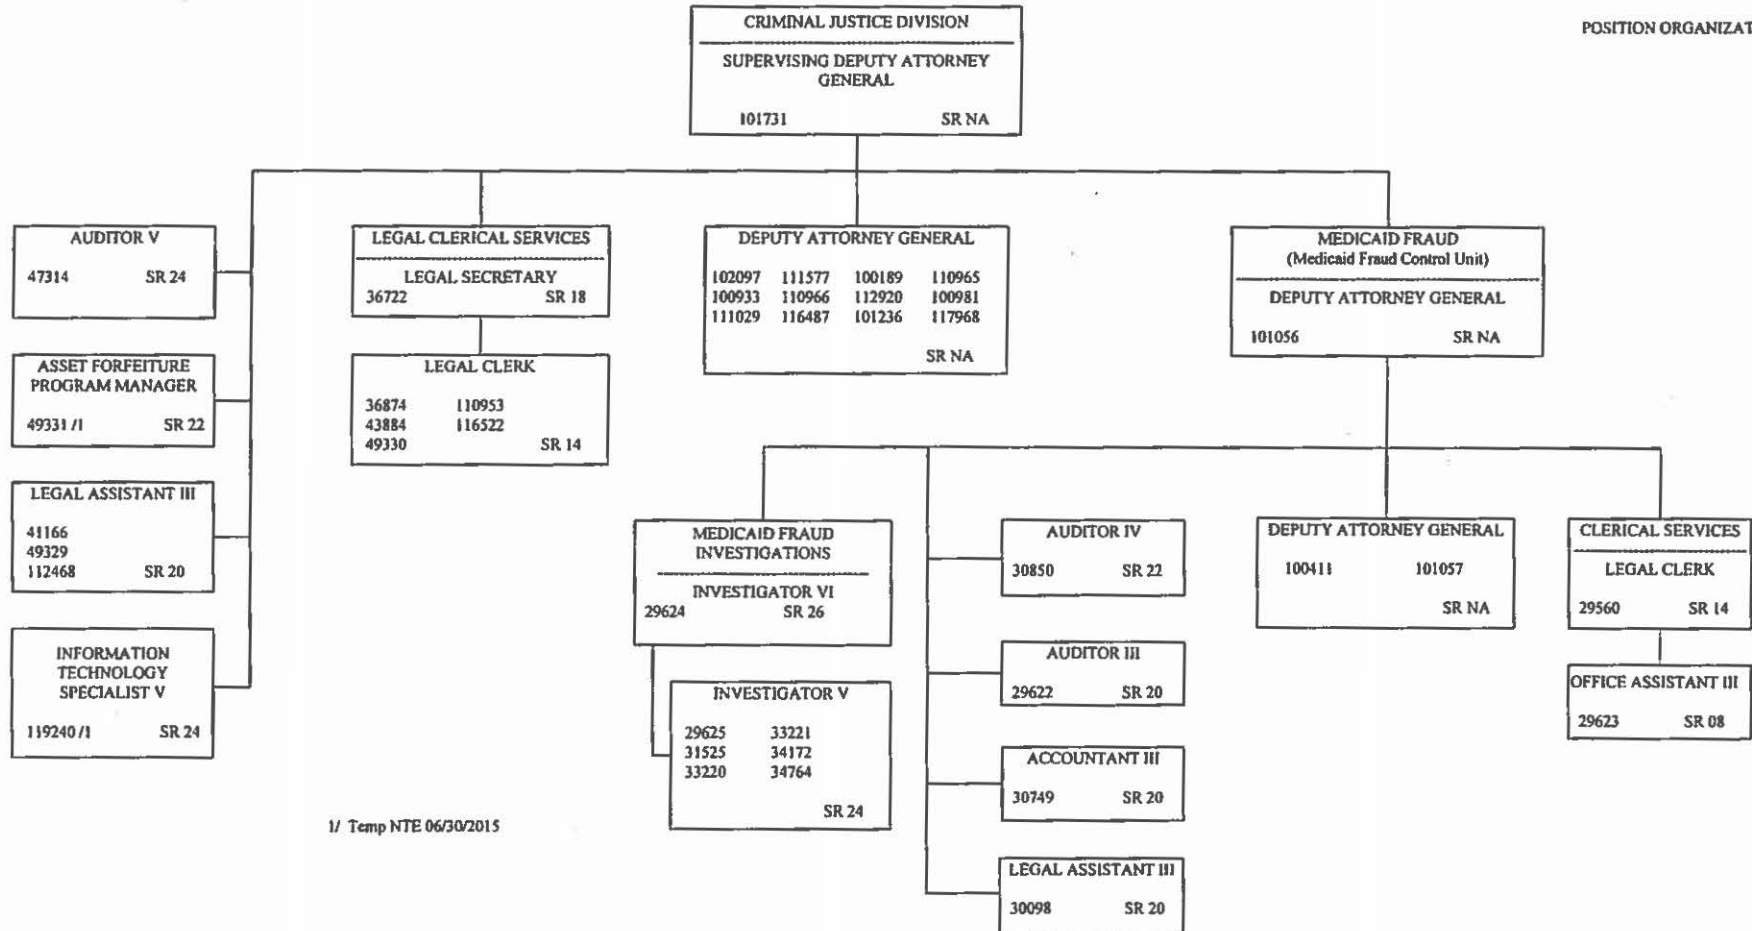 POSITION ORGANIZAT
CRIMINAL JUSTICE DIVISION
SUPERVISING DEPUTY ATTORNEY
GENERAL
101731 SR NA
AUDITOR V
47314 SR 24
ASSET FORFEITURE
PROGRAM MANAGER
49331 /1 SR 22
LEGAL ASSISTANT III
41166
49329
112468 SR 20
INFORMATION
TECHNOLOGY
SPECIALIST V
119240 /1 SR 24
LEGAL CLERICAL SERVICES
LEGAL SECRETARY
36722 SR 18
LEGAL CLERK
36874 110953
43884 116522
49330 SR 14
DEPUTY ATTORNEY GENERAL
102097 111577 100189 110965
100933 110966 112920 100981
111029 116487 101236 117968
SR NA
MEDICAID FRAUD
(Medicaid Fraud Control Unit)
DEPUTY ATTORNEY GENERAL
101056 SR NA
MEDICAID FRAUD
INVESTIGATIONS
INVESTIGATOR VI
29624 SR 26
INVESTIGATOR V
29625 33221
31525 34172
33220 34764
SR 24
AUDITOR IV
30850 SR 22
AUDITOR III
29622 SR 20
ACCOUNTANT III
30749 SR 20
LEGAL ASSISTANT III
30098 SR 20
DEPUTY ATTORNEY GENERAL
100411 101057
SR NA
CLERICAL SERVICES
LEGAL CLERK
29560 SR 14
OFFICE ASSISTANT III
29623 SR 08
1/ Temp NTE 06/30/2015